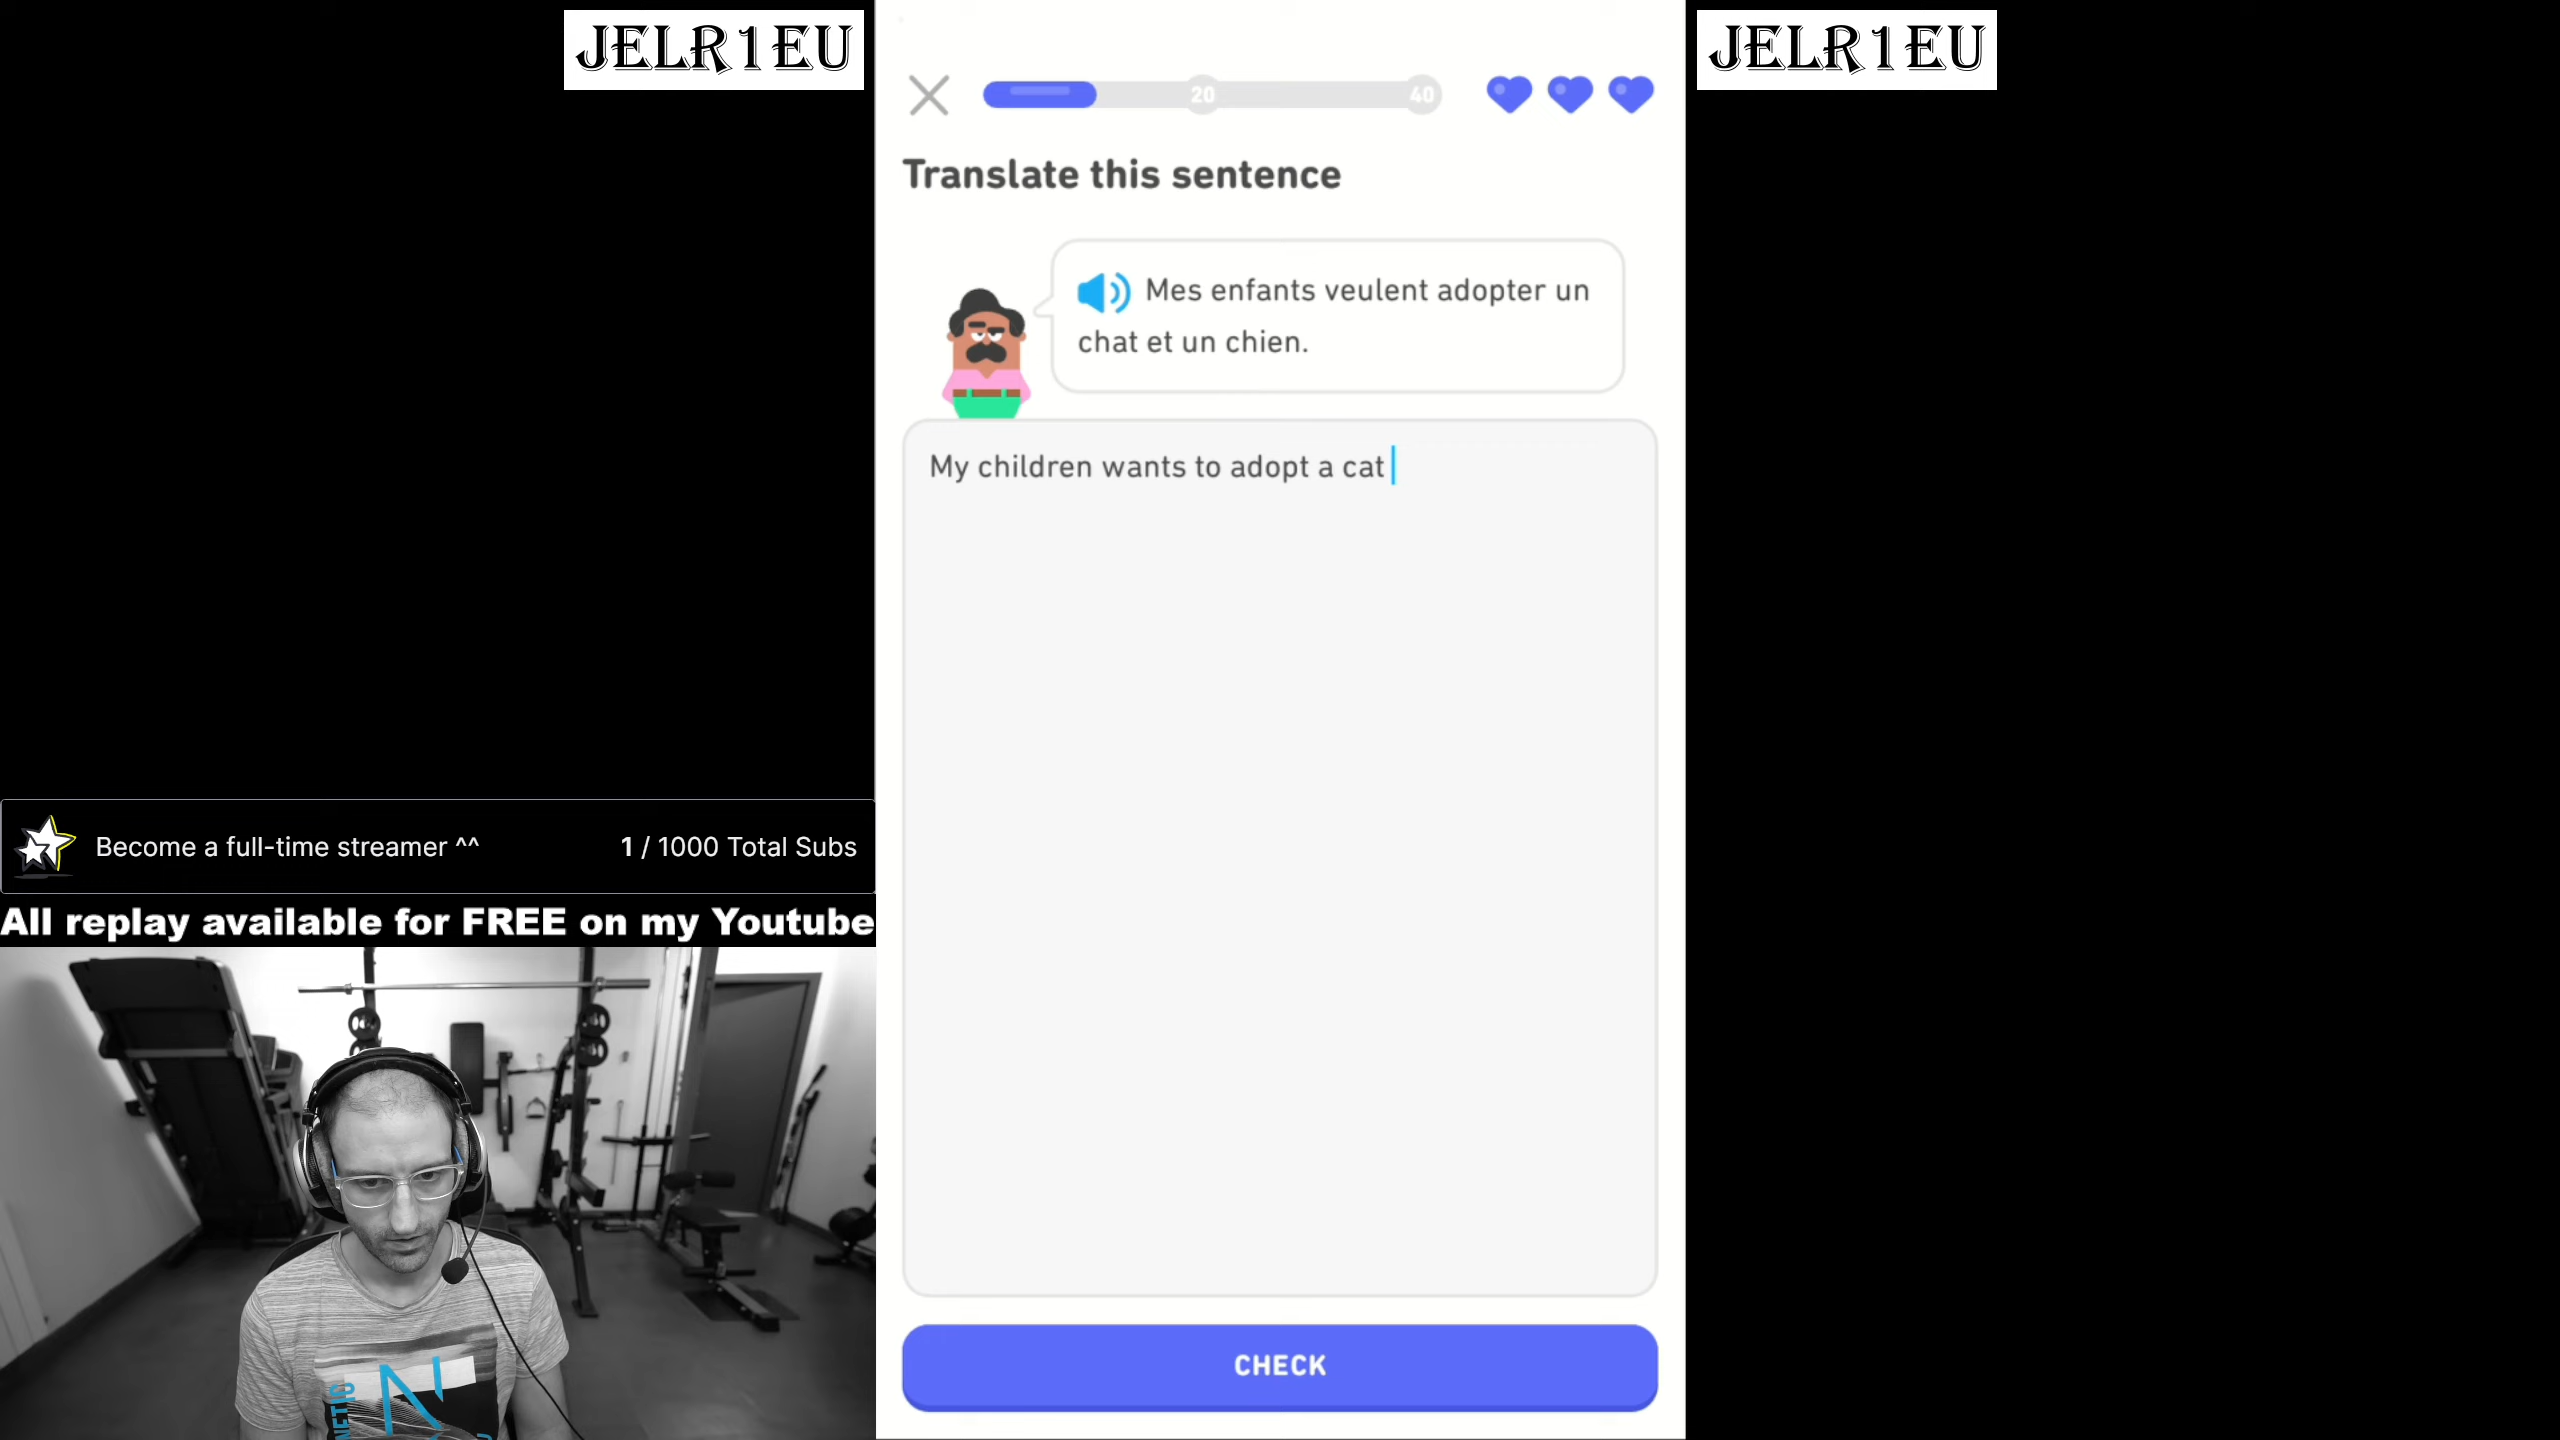 JELR1EU
JELR1EU
20
40
Translate this sentence
Mes enfants veulent adopter un
chat et un chien.
My children wants to adopt a cat
Become a full-time streamer ^^
1 / 1000 Total Subs
All replay available for FREE on my Youtube
N
CHECK